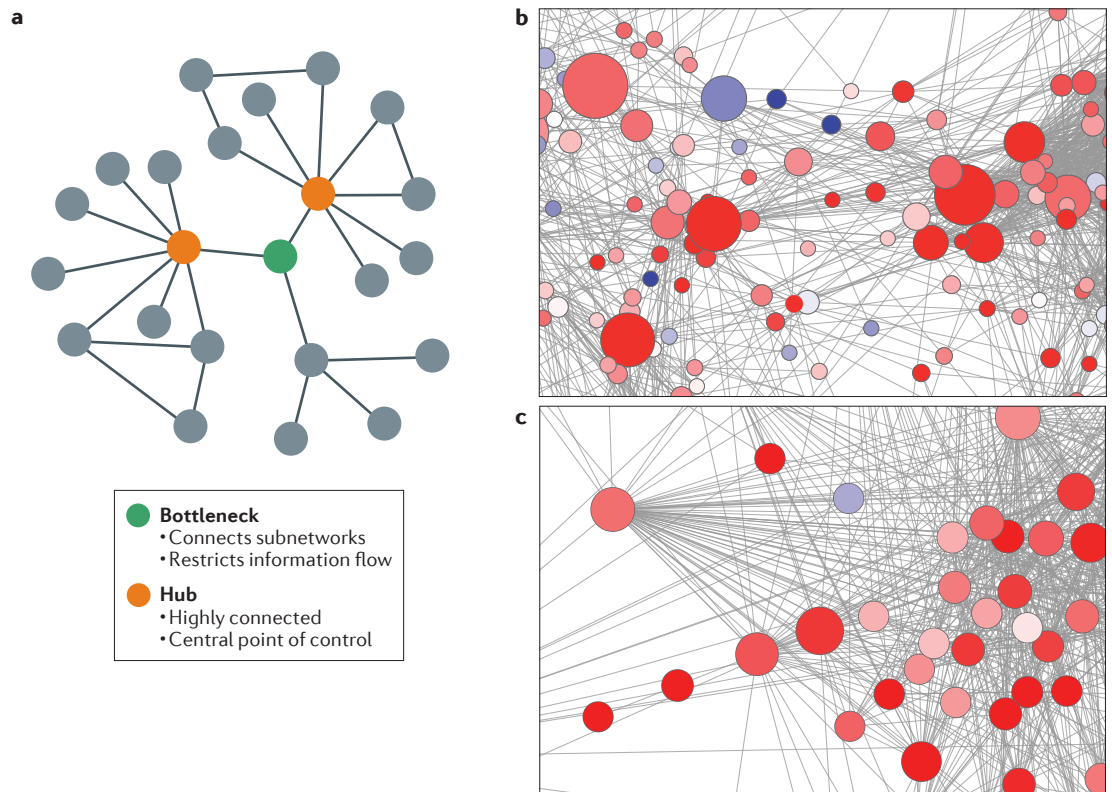 a
b
Bottleneck
• Connects subnetworks
• Restricts information flow
Hub
• Highly connected
• Central point of control
c